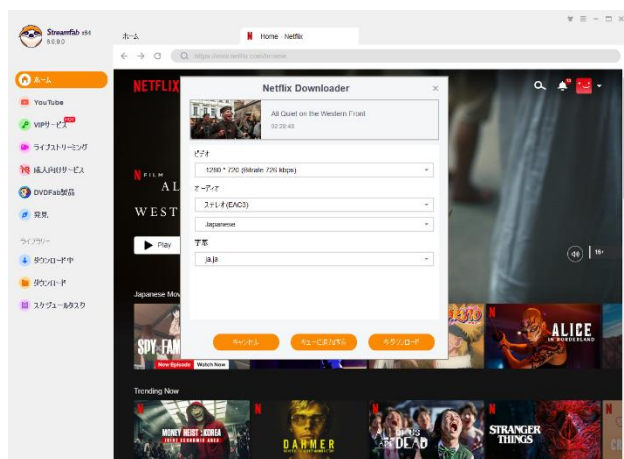 Streamfab x64
ホーム
Home - Netflix
https://www.netflix.com/browse
ホーム
YouTube
VIPサービス
ライブストリーミング
成人向けサービス
DVDFab製品
発見
ライブラリー
ダウンロード中
ダウンロード
スケジュールタスク
NETFLIX
Netflix Downloader
All Quiet on the Western Front
02:28:48
ビデオ
1280 * 720 (Bitrate 726 kbps)
オーディオ
ステレオ(EAC3)
Japanese
字幕
ja,ja
キャンセル
キューに追加する
今ダウンロード
FILM
AL
WEST
Play
16+
Japanese Mov
SPY FAM
New Episode
Watch Now
ALICE
IN BORDERLAND
Trending Now
MONEY HEIST: KOREA
JOINT ECONOMIC AREA
DAHMER
DEAD
STRANGER
THINGS